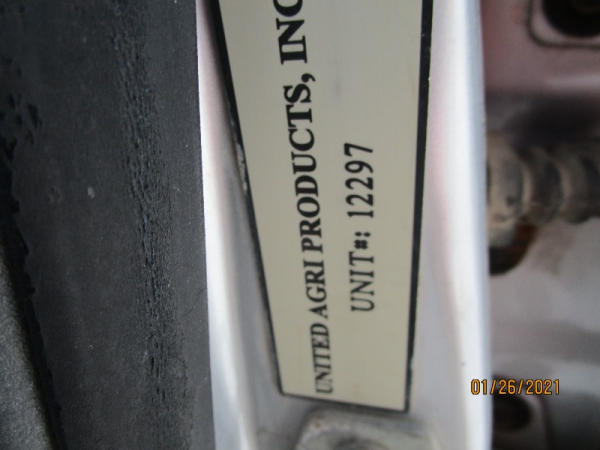 UNITED AGRI PRODUCTS, INC
UNIT#: 12297
01/26/2021